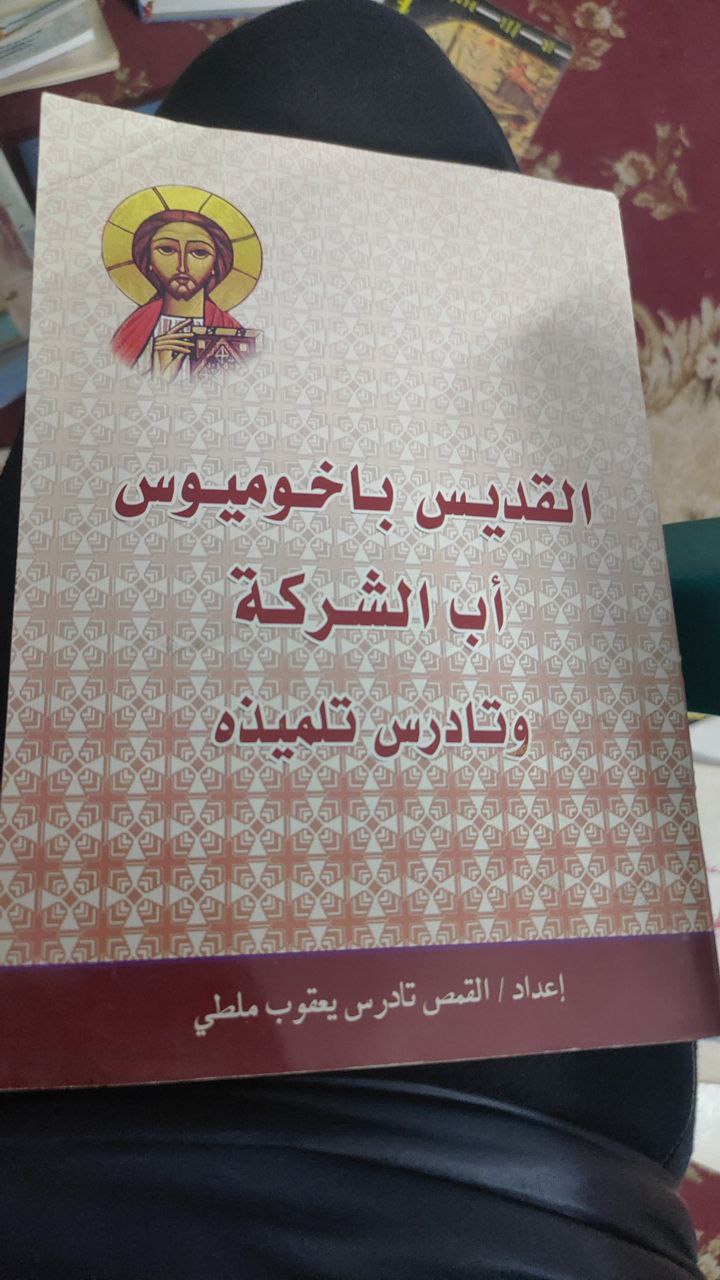 القديس باخوميوس
أب الشركة
وتادرس تلميذه
إعداد / القمص تادرس يعقوب ملطي